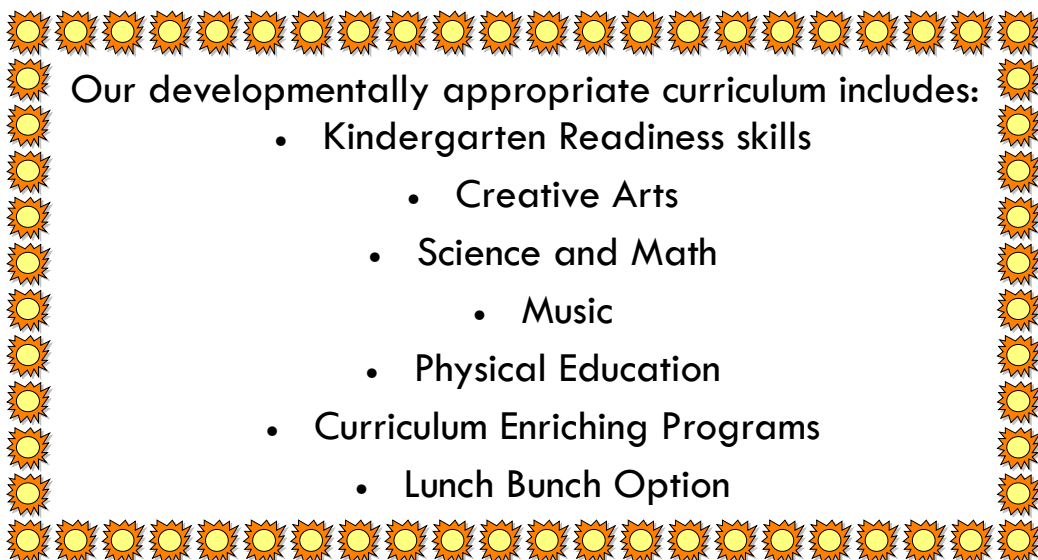 Our developmentally appropriate curriculum includes:
• Kindergarten Readiness skills
• Creative Arts
• Science and Math
• Music
• Physical Education
• Curriculum Enriching Programs
• Lunch Bunch Option